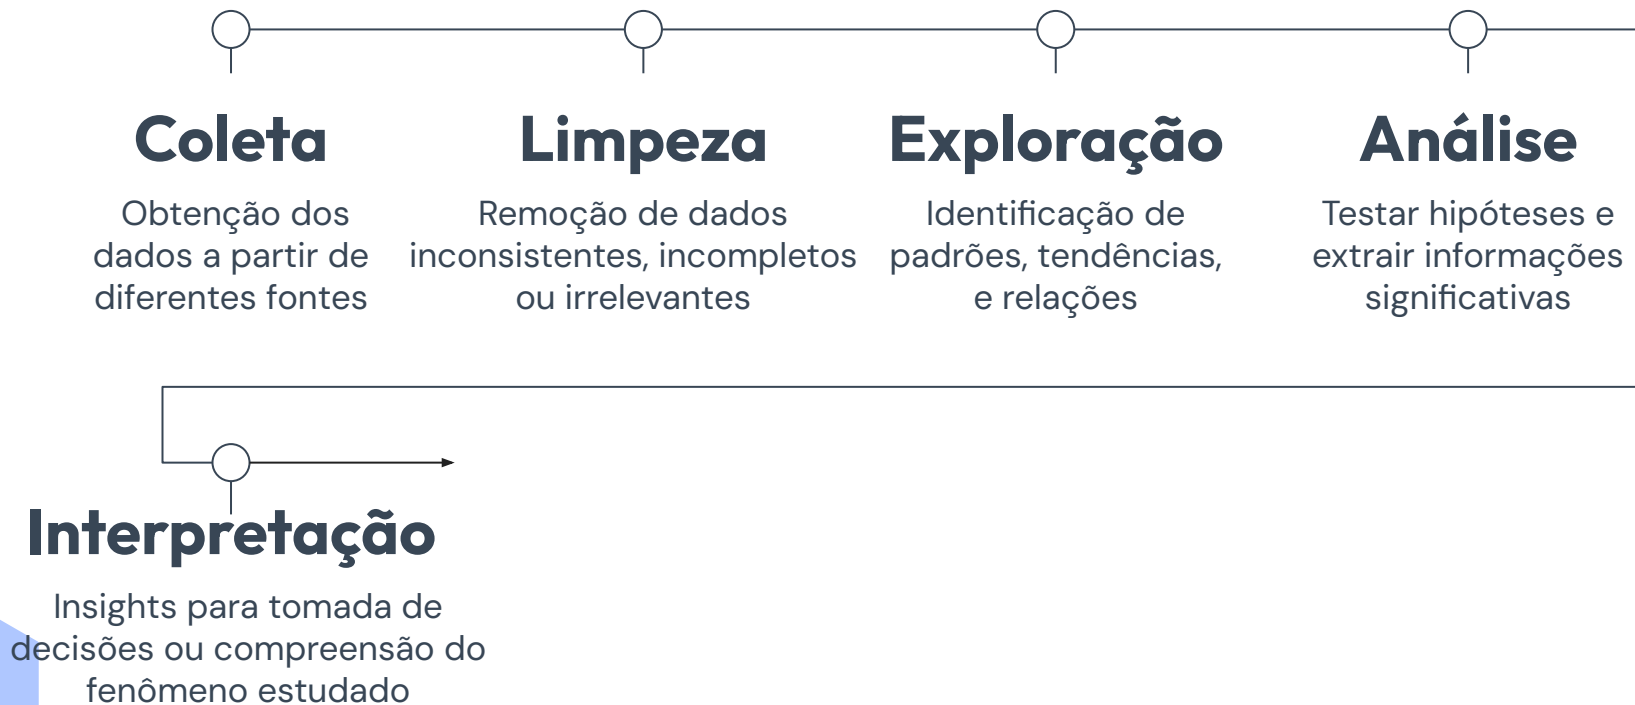 Coleta
Obtenção dos
dados a partir de
diferentes fontes
Limpeza
Remoção de dados
inconsistentes, incompletos
ou irrelevantes
Exploração
Identificação de
padrões, tendências,
e relações
Análise
Testar hipóteses e
extrair informações
significativas
Interpretação
Insights para tomada de
decisões ou compreensão do
fenômeno estudado